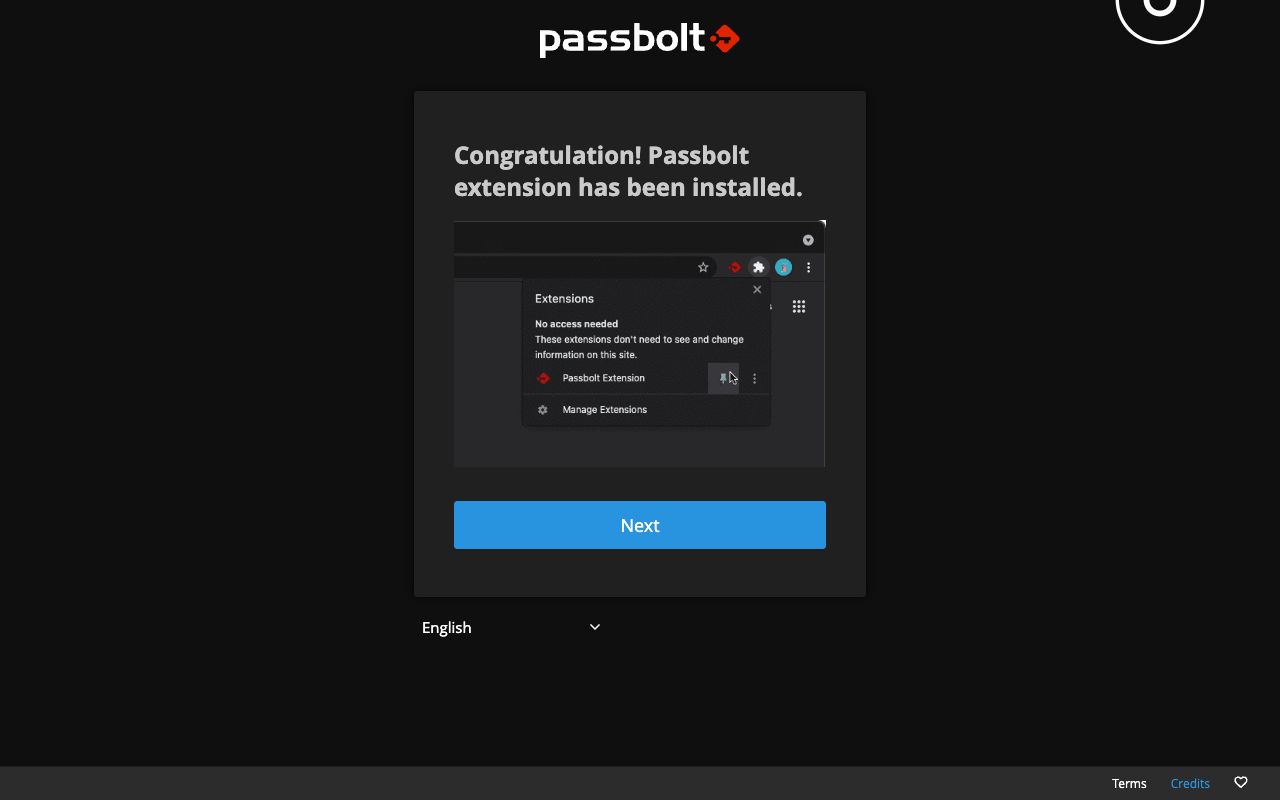 passbolt
Congratulation! Passbolt
extension has been installed.
Extensions
No access needed
These extensions don't need to see and change
information on this site.
Passbolt Extension
Manage Extensions
Next
English
Terms
Credits